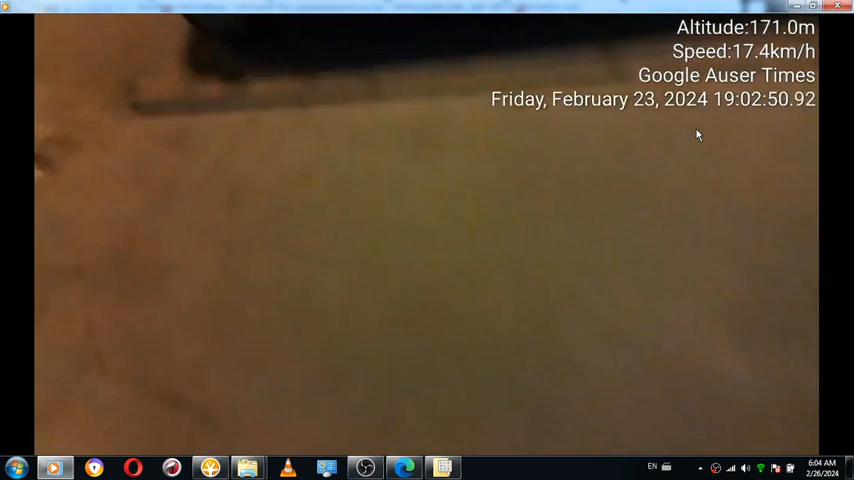 Altitude:171.0m
Speed:17.4km/h
Google Auser Times
Friday, February 23, 2024 19:02:50.92
EN
6:04 AM
2/26/2024